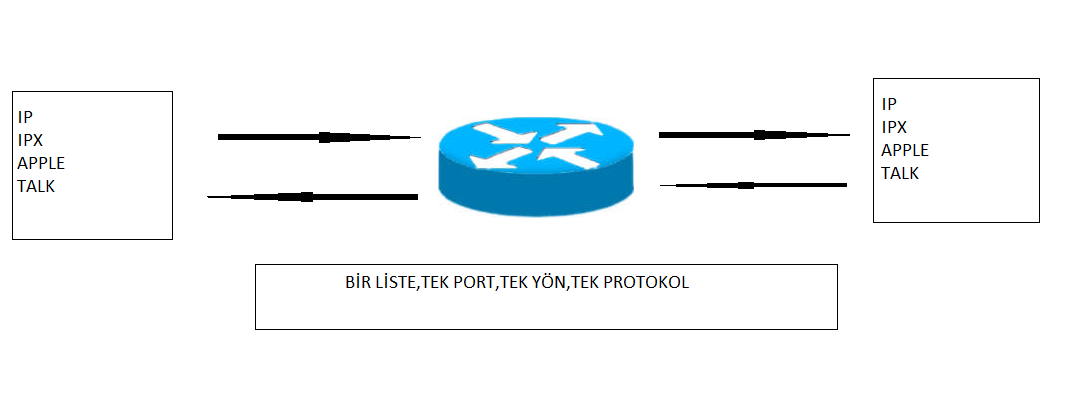 IP
IPX
APPLE
TALK
IP
IPX
APPLE
TALK
BİR LİSTE,TEK PORT,TEK YÖN,TEK PROTOKOL